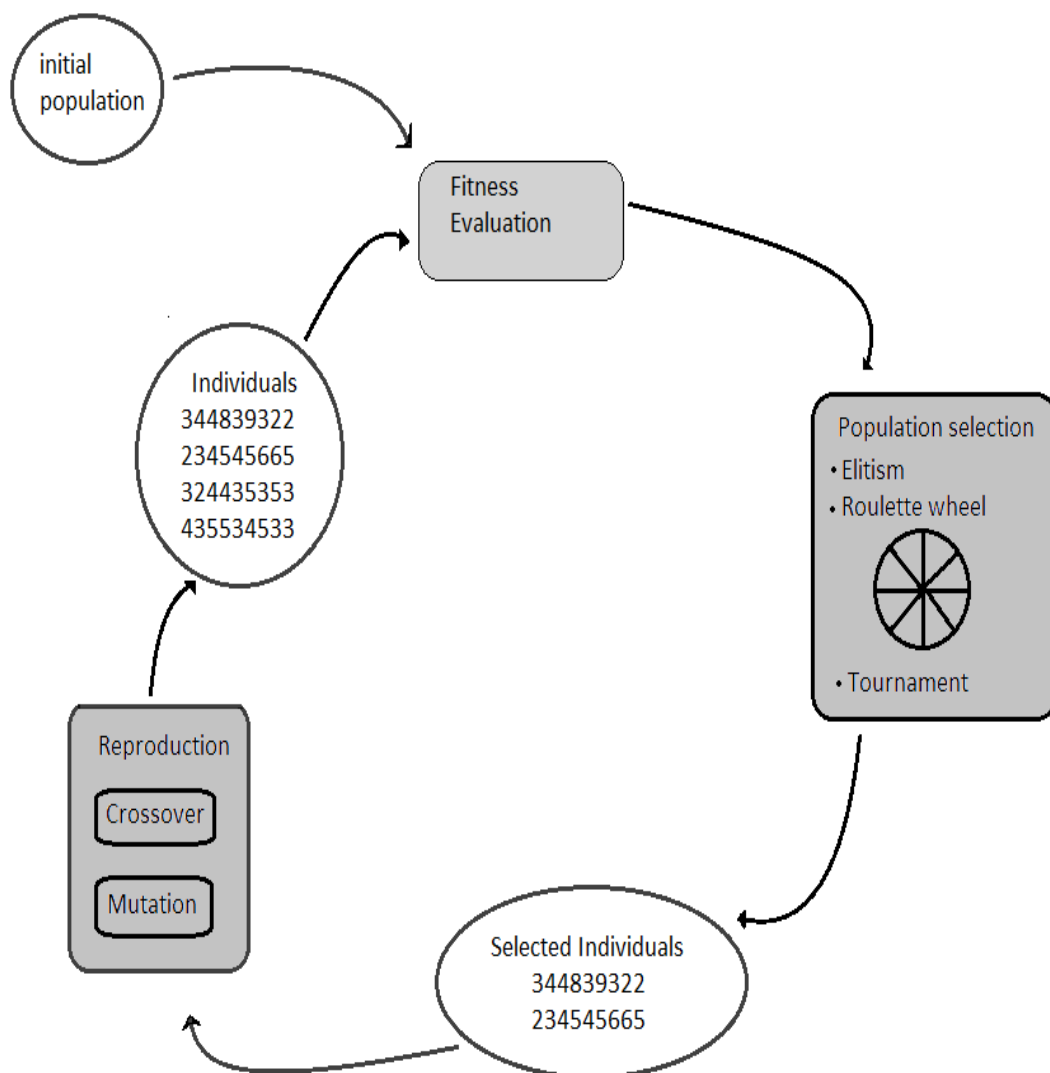 initial
population
Fitness
Evaluation
Individuals
344839322
234545665
324435353
435534533
Population selection
• Elitism
• Roulette wheel
• Tournament
Reproduction
Crossover
Mutation
Selected Individuals
344839322
234545665